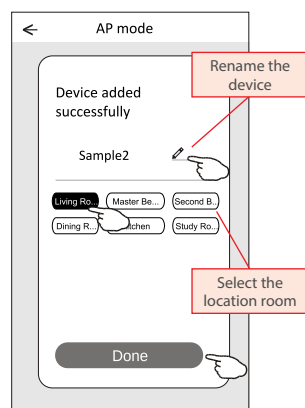 AP mode
Rename the
device
Device added
successfully
Sample2
Living Ro... Master Be... Second B..
Dining R... tchen Study Ro...
Select the
location room
Done